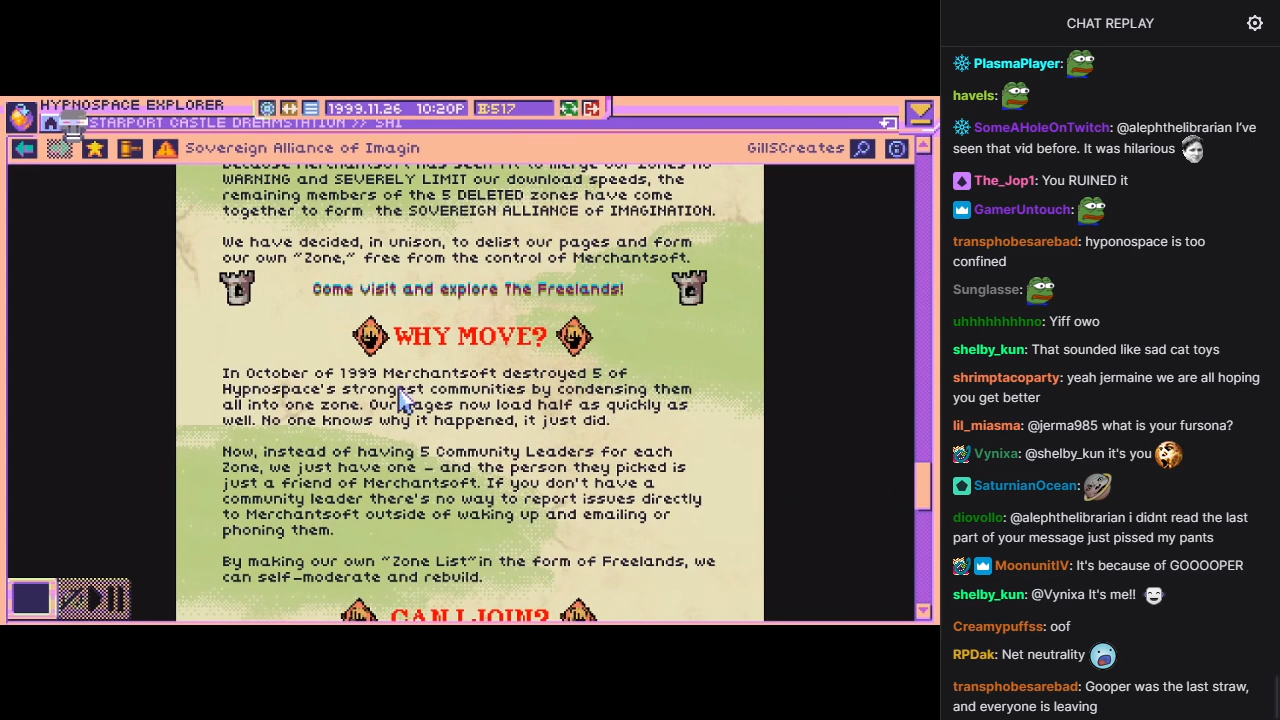 HYPNOSPACE EXPLORER
1999.11.26 10:20P
517
STARPORT CASTLE DREAMSTATION >> SHI
Sovereign Alliance of Imagin
GillSCreates
WARNING and SEVERELY LIMIT our download speeds, the
remaining members of the 5 DELETED zones have come
together to form the SOVEREIGN ALLIANCE of IMAGINATION.
We have decided, in unison, to delist our pages and form
our own "Zone," free from the control of Merchantsoft.
Come visit and explore The Freelands!
WHY MOVE?
In October of 1999 Merchantsoft destroyed 5 of
Hypnospace's strongest communities by condensing them
all into one zone. Our pages now load half as quickly as
well. No one knows why it happened, it just did.
Now, instead of having 5 Community Leaders for each
Zone, we just have one - and the person they picked is
just a friend of Merchantsoft. If you don't have a
community leader there's no way to report issues directly
to Merchantsoft outside of waking up and emailing or
phoning them.
By making our own "Zone List"in the form of Freelands, we
can self-moderate and rebuild.
CAN I JOIN?
CHAT REPLAY
PlasmaPlayer:
havels:
SomeAHoleOnTwitch: @alephthelibrarian I've
seen that vid before. It was hilarious
The_Jop1: You RUINED it
GamerUntouch:
transphobesarebad: hyponospace is too
confined
Sunglasse:
uhhhhhhhhno: Yiff owo
shelby_kun: That sounded like sad cat toys
shrimptacoparty: yeah jermaine we are all hoping
you get better
lil_miasma: @jerma985 what is your fursona?
Vynixa: @shelby_kun it's you
SaturnianOcean:
diovollo: @alephthelibrarian i didnt read the last
part of your message just pissed my pants
MoonunitIV: It's because of GOOOOPER
shelby_kun: @Vynixa It's me!!
Creamypuffss: oof
RPDak: Net neutrality
transphobesarebad: Gooper was the last straw,
and everyone is leaving